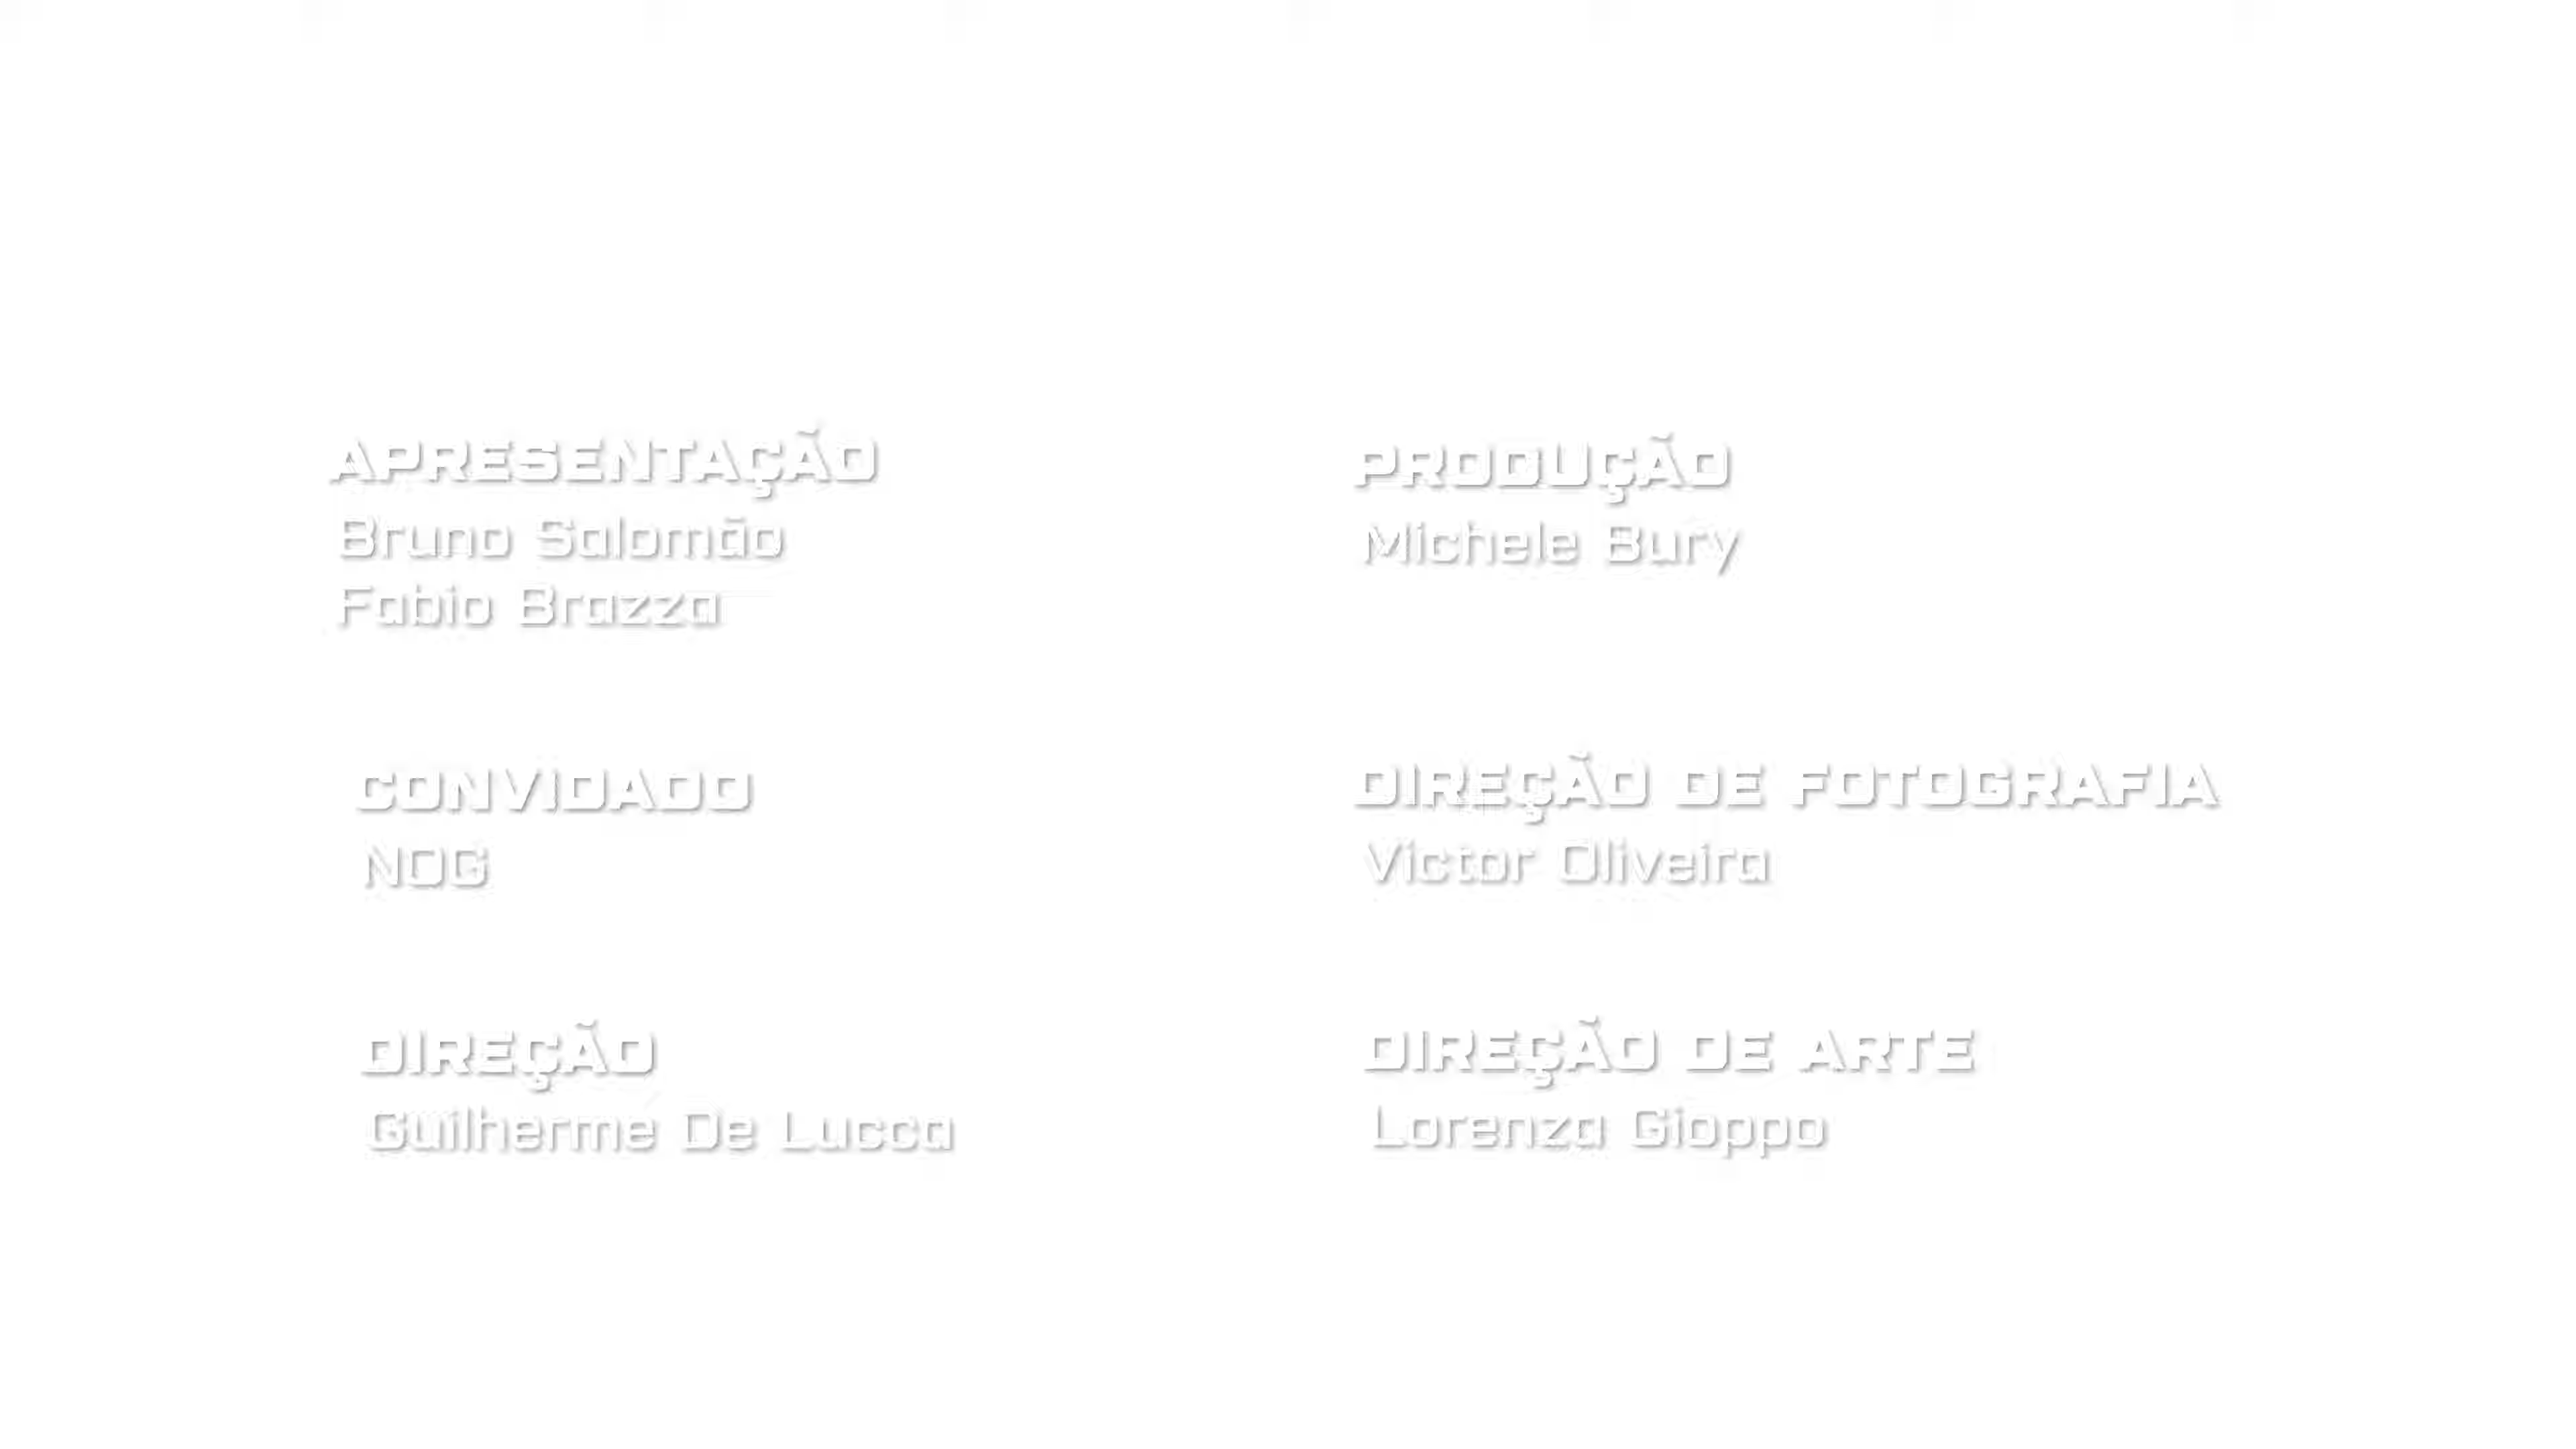 APRESENTAÇÃO
Bruno Salomão
Fabio Brazza
CONVIDADO
NOG
DIREÇÃO
Guilherme De Lucca
PRODUÇÃO
Michele Bury
DIREÇÃO DE FOTOGRAFIA
Victor Oliveira
DIREÇÃO DE ARTE
Lorenza Gioppo